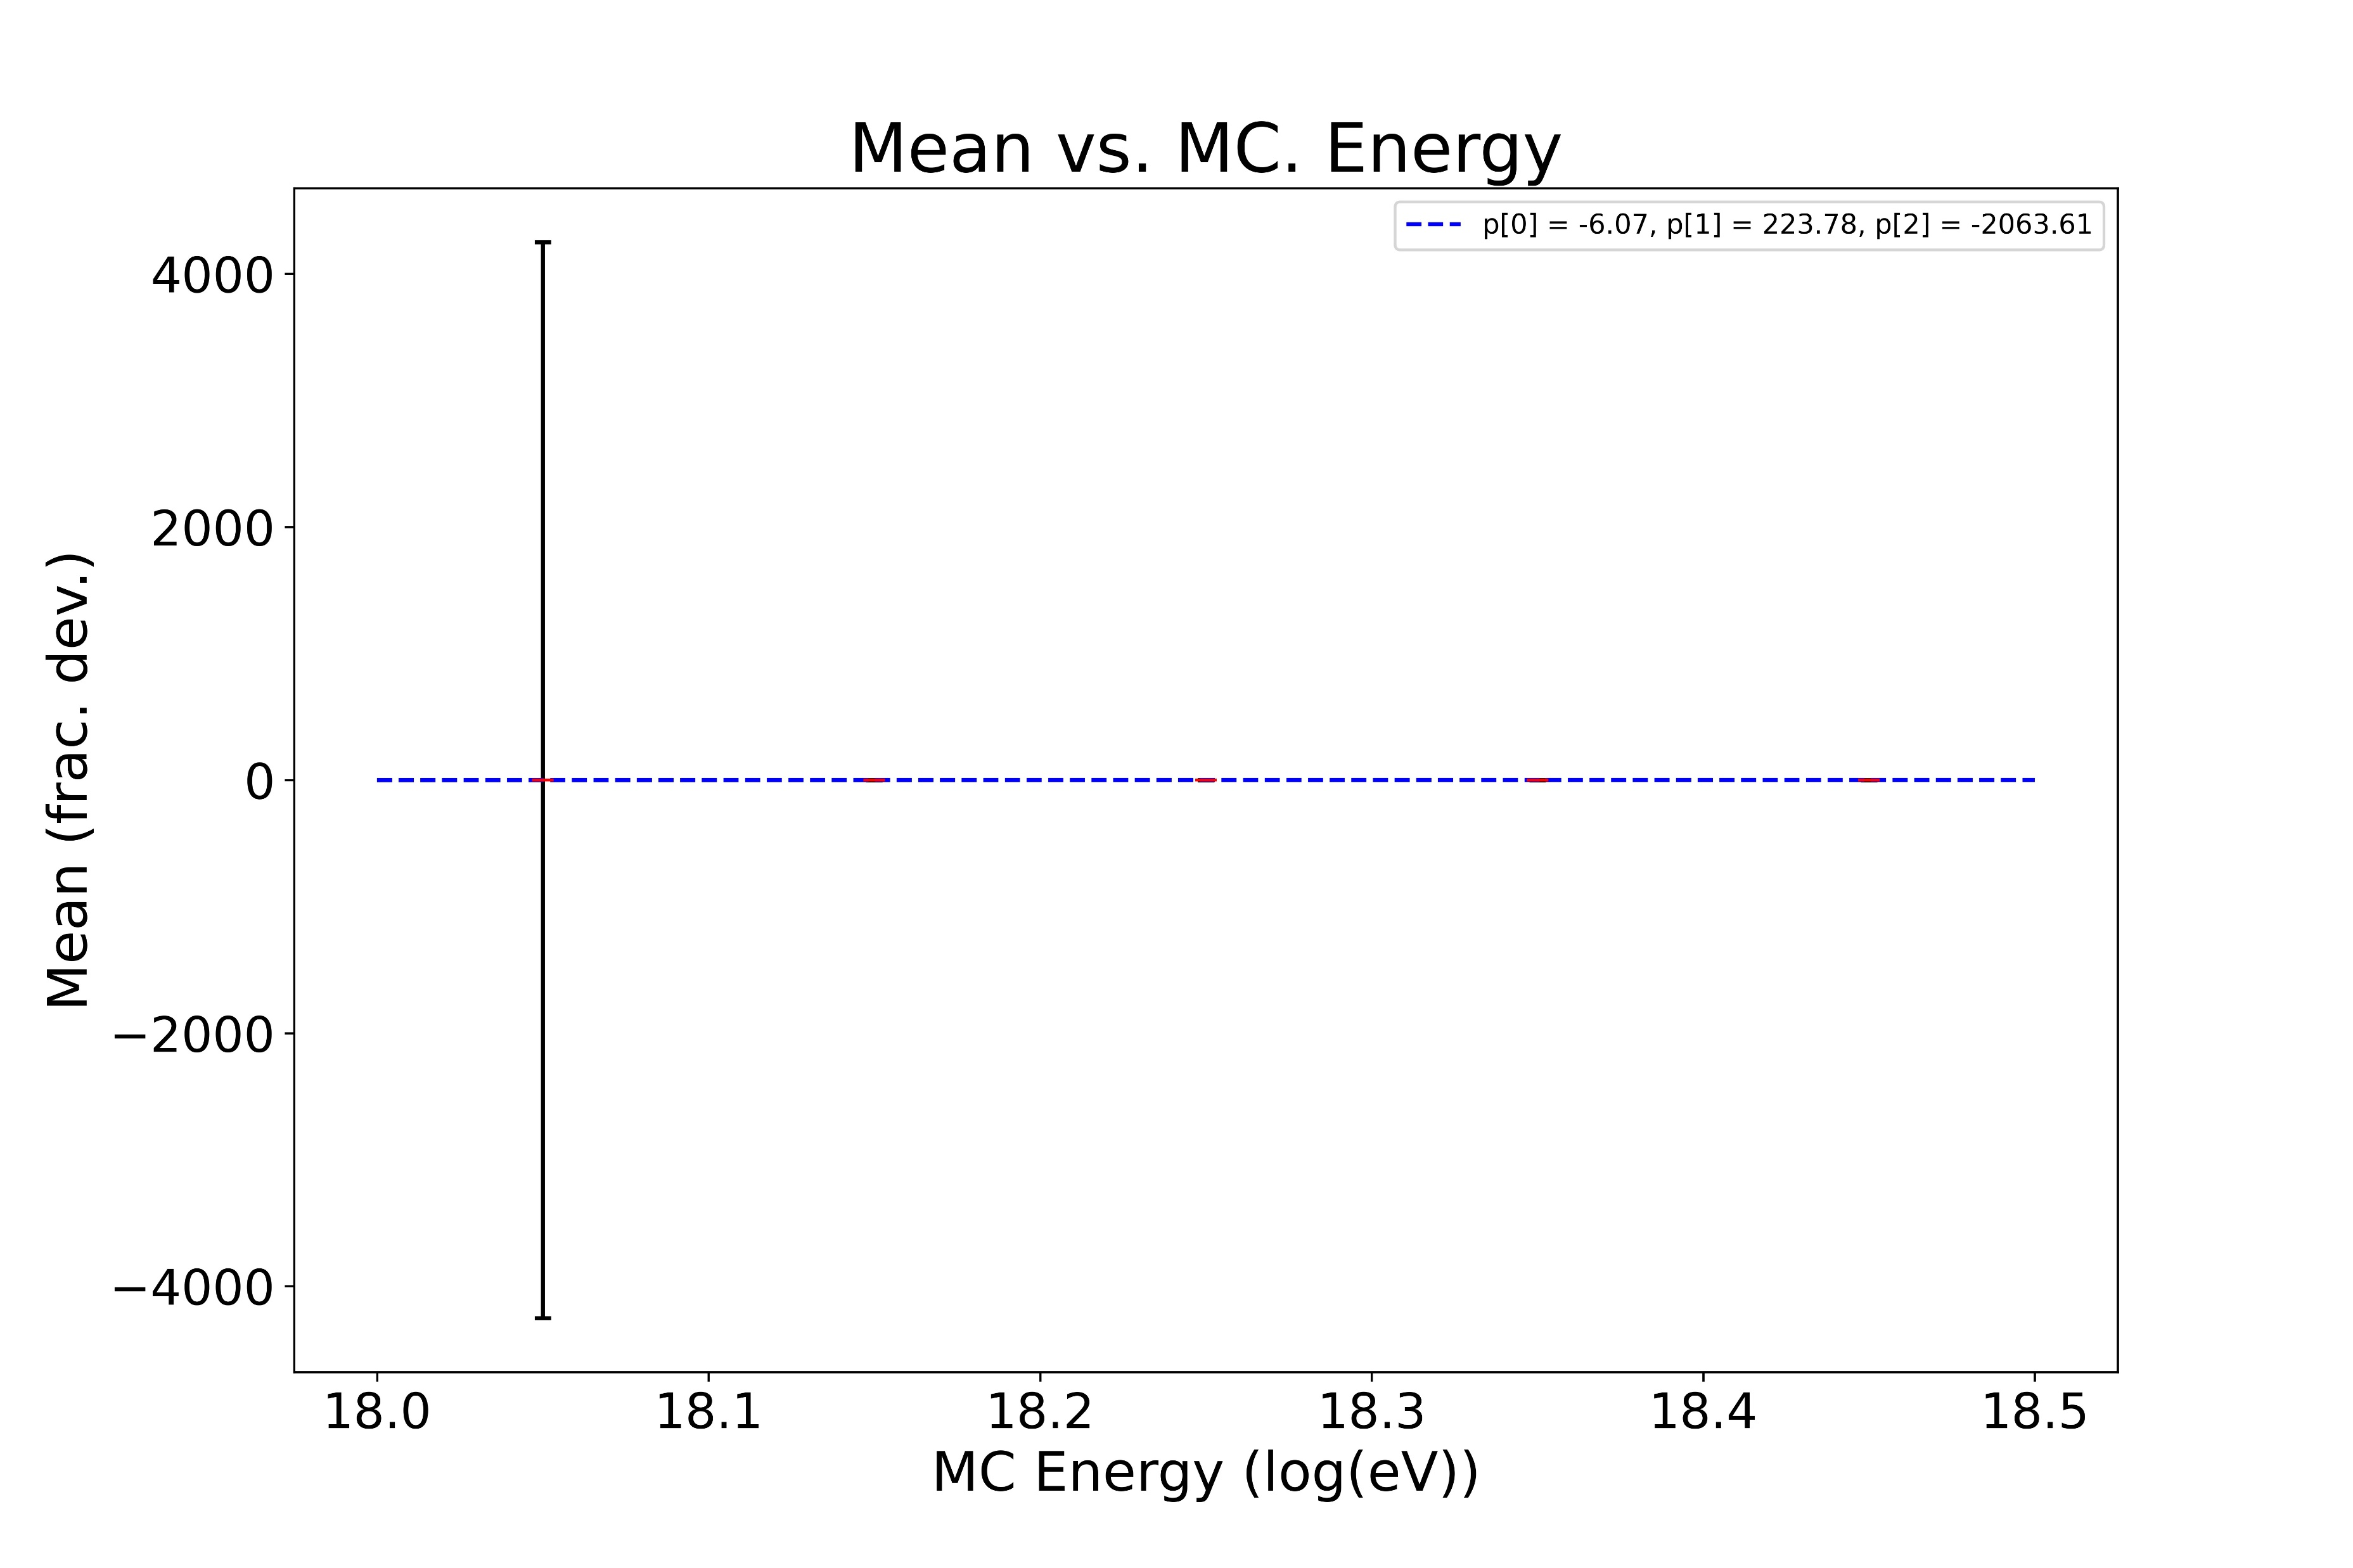 Mean vs. MC. Energy
p[0] = -6.07, p[1] = 223.78, p[2] = -2063.61
Mean (frac. dev.)
4000
2000
0
−2000
−4000
18.0 18.1 18.2 18.3 18.4 18.5
MC Energy (log(eV))